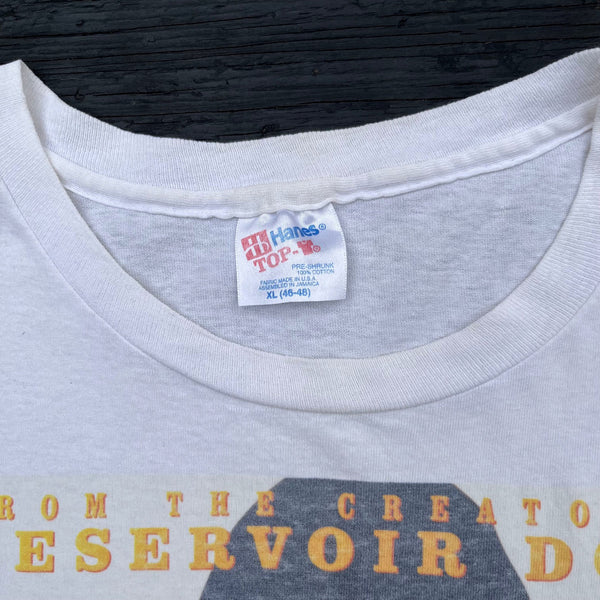 Hanes®
TOP-T®
PRE-SHRUNK
100% COTTON
FABRIC MADE IN U.S.A.
ASSEMBLED IN JAMAICA
XL (46-48)
ROM THE CREATO
ESERVOIR DO